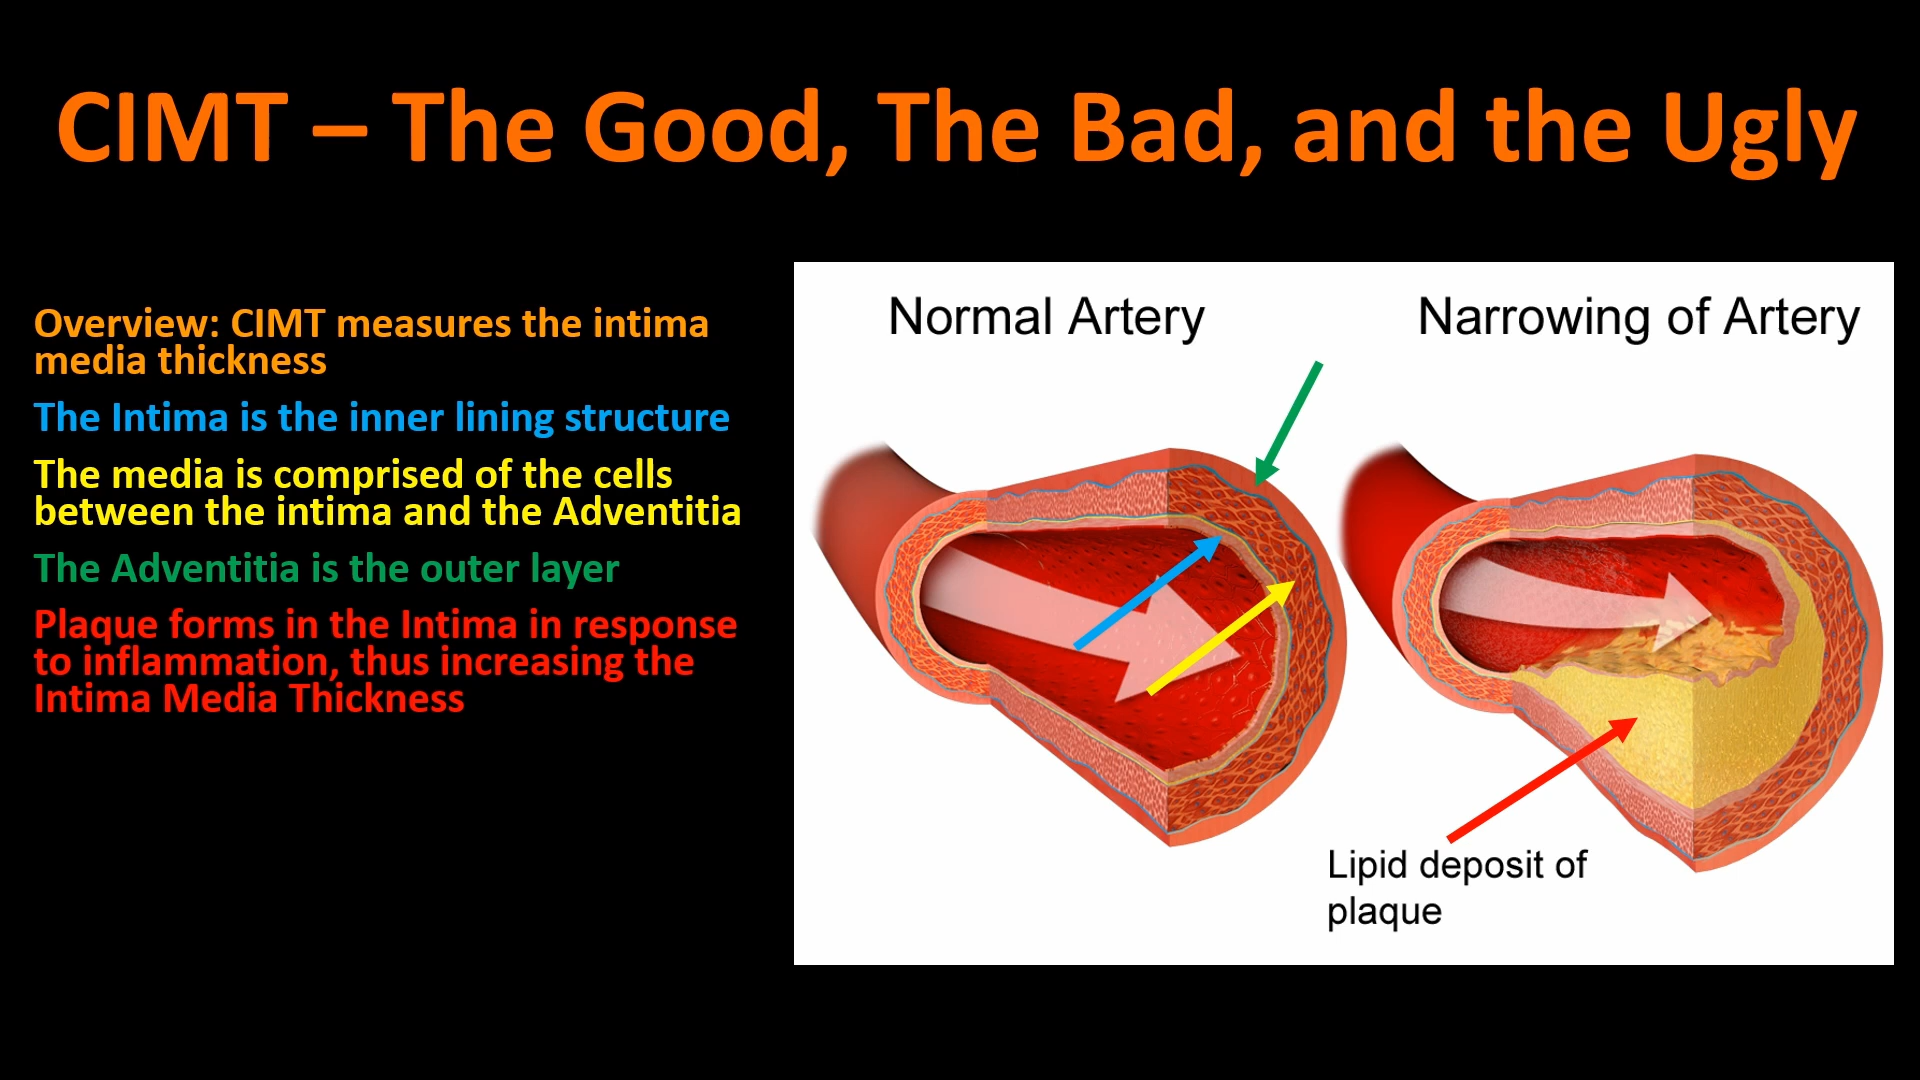 CIMT – The Good, The Bad, and the Ugly
Overview: CIMT measures the intima
media thickness
The Intima is the inner lining structure
The media is comprised of the cells
between the intima and the Adventitia
The Adventitia is the outer layer
Plaque forms in the Intima in response
to inflammation, thus increasing the
Intima Media Thickness
Normal Artery
Narrowing of Artery
Lipid deposit of
plaque